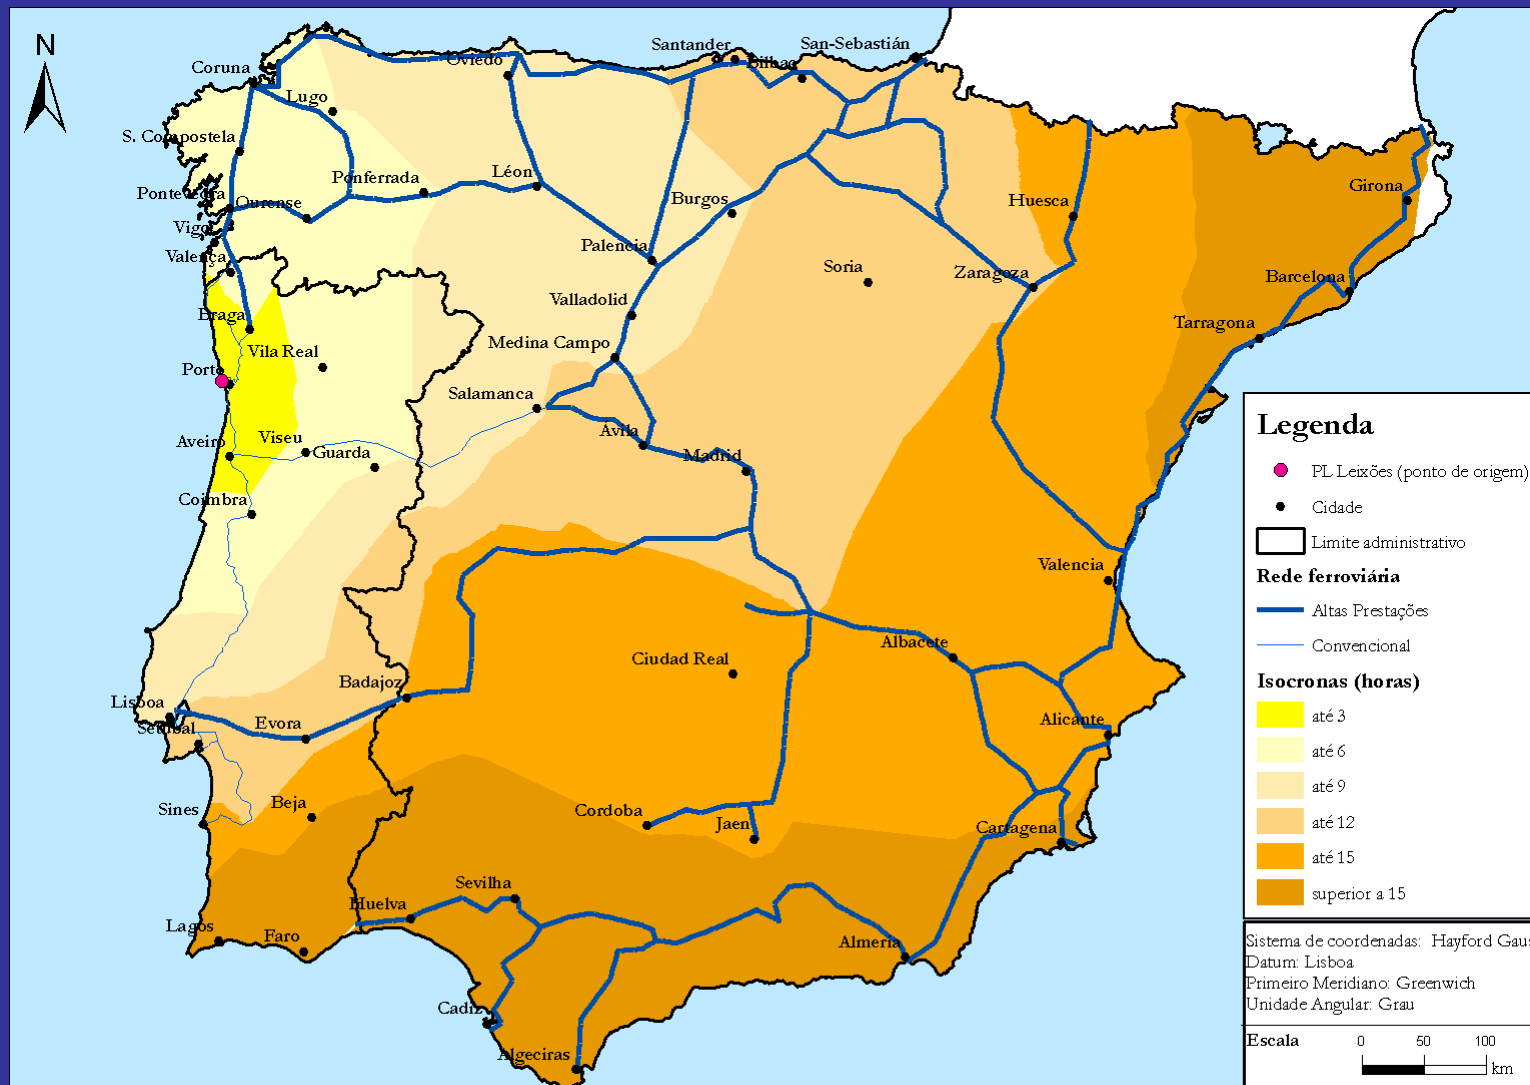 N
Coruna
Lugo
Oviedo
Santander
Bilbao
San-Sebastián
S. Compostela
Pontevedra
Ourense
Ponferrada
Léon
Burgos
Huesca
Girona
Vigo
Valença
Palencia
Soria
Zaragoza
Barcelona
Braga
Valladolid
Tarragona
Vila Real
Medina Campo
Porto
Salamanca
Aveiro
Viseu
Guarda
Avila
Madrid
Coimbra
Valencia
Ciudad Real
Albacete
Lisboa
Setúbal
Evora
Badajoz
Alicante
Sines
Beja
Cordoba
Jaen
Cartagena
Lagos
Faro
Huelva
Sevilha
Almeria
Cadiz
Algeciras
Legenda
PL Leixões (ponto de origem)
Cidade
Limite administrativo
Rede ferroviária
Altas Prestações
Convencional
Isocronas (horas)
até 3
até 6
até 9
até 12
até 15
superior a 15
Sistema de coordenadas: Hayford Gaus
Datum: Lisboa
Primeiro Meridiano: Greenwich
Unidade Angular: Grau
Escala 0 50 100
km